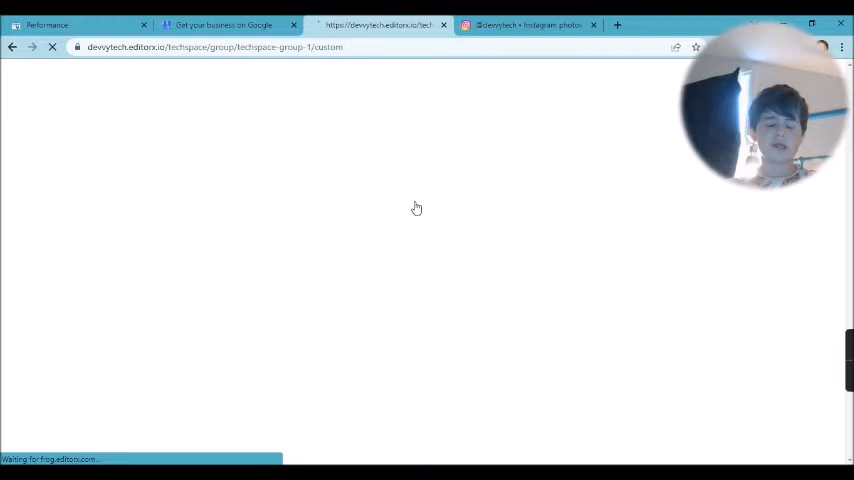 Performance
Get your business on Google
https://devvytech.editorx.io/tech
@devvytech • Instagram photos
devvytech.editorx.io/techspace/group/techspace-group-1/custom
Waiting for frog.editorx.com...